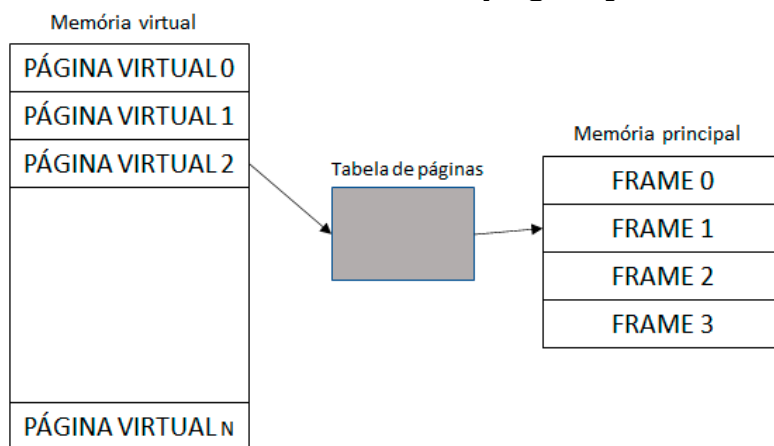 Memória virtual
PÁGINA VIRTUAL 0
PÁGINA VIRTUAL 1
PÁGINA VIRTUAL 2
PÁGINA VIRTUAL N
Tabela de páginas
Memória principal
FRAME 0
FRAME 1
FRAME 2
FRAME 3